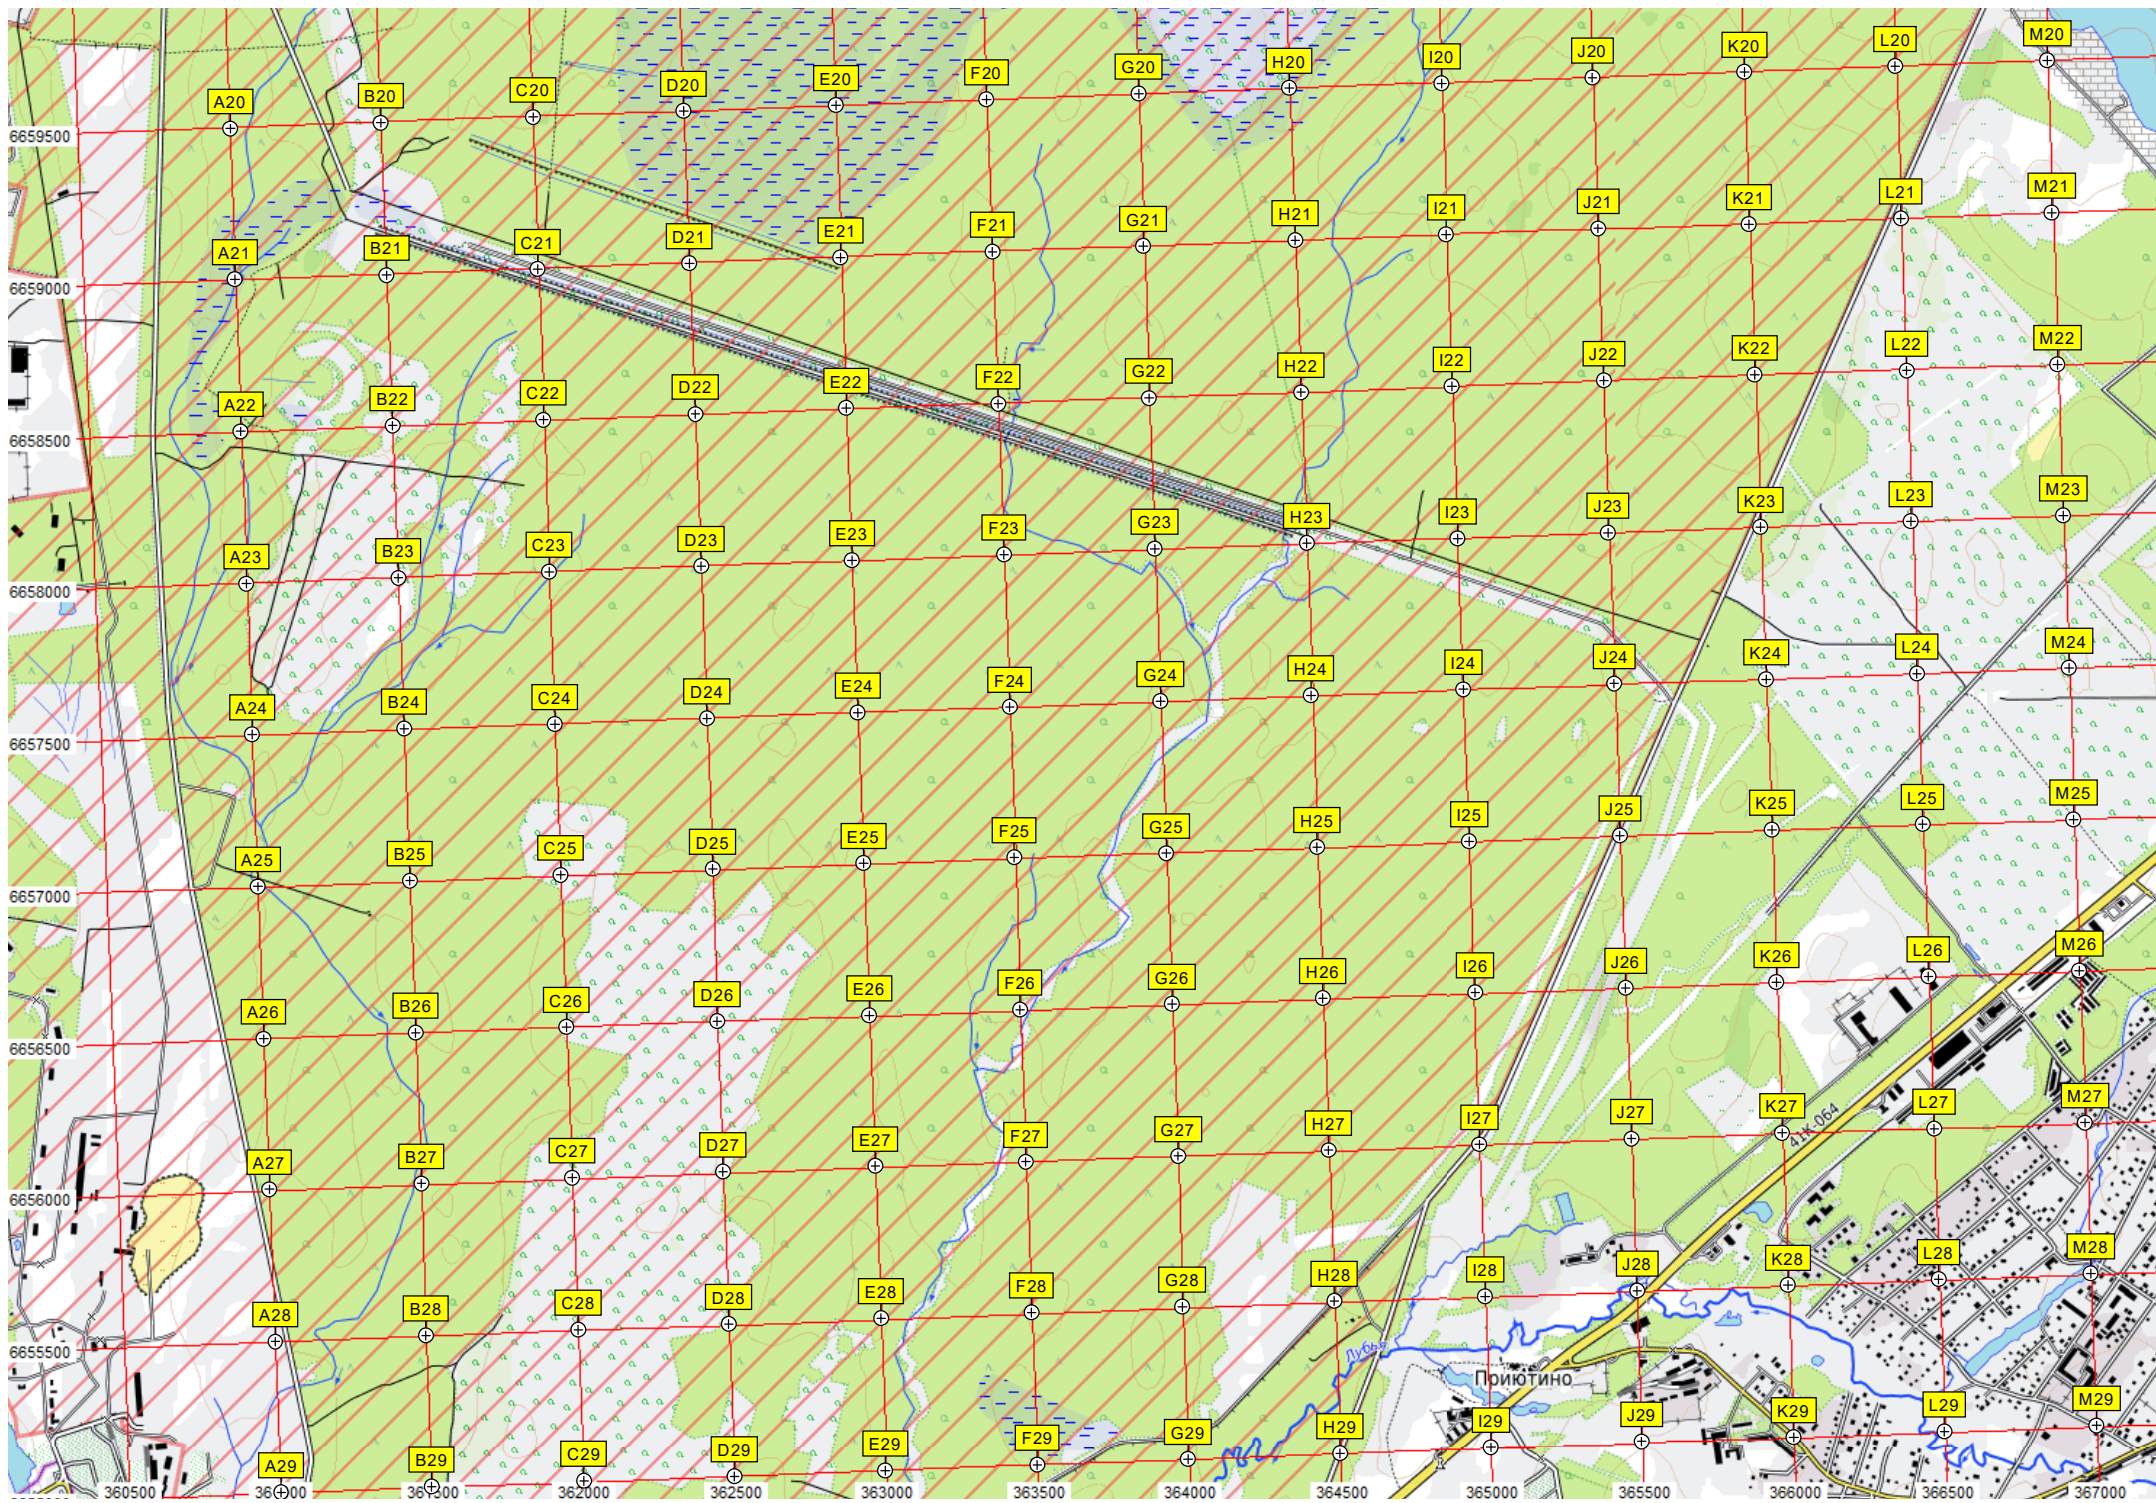 A20 B20 C20 D20 E20 F20 G20 H20 I20 J20 K20 L20 M20
6659500
A21 B21 C21 D21 E21 F21 G21 H21 I21 J21 K21 L21 M21
6659000
A22 B22 C22 D22 E22 F22 G22 H22 I22 J22 K22 L22 M22
6658500
A23 B23 C23 D23 E23 F23 G23 H23 I23 J23 K23 L23 M23
6658000
A24 B24 C24 D24 E24 F24 G24 H24 I24 J24 K24 L24 M24
6657500
A25 B25 C25 D25 E25 F25 G25 H25 I25 J25 K25 L25 M25
6657000
A26 B26 C26 D26 E26 F26 G26 H26 I26 J26 K26 L26 M26
6656500
A27 B27 C27 D27 E27 F27 G27 H27 I27 J27 K27 L27 M27
41К-064
6656000
A28 B28 C28 D28 E28 F28 G28 H28 I28 J28 K28 L28 M28
6655500
Лубья
Приютино
A29 B29 C29 D29 E29 F29 G29 H29 I29 J29 K29 L29 M29
360500 362000 362500 363000 363500 364000 364500 365000 365500 366000 366500 367000